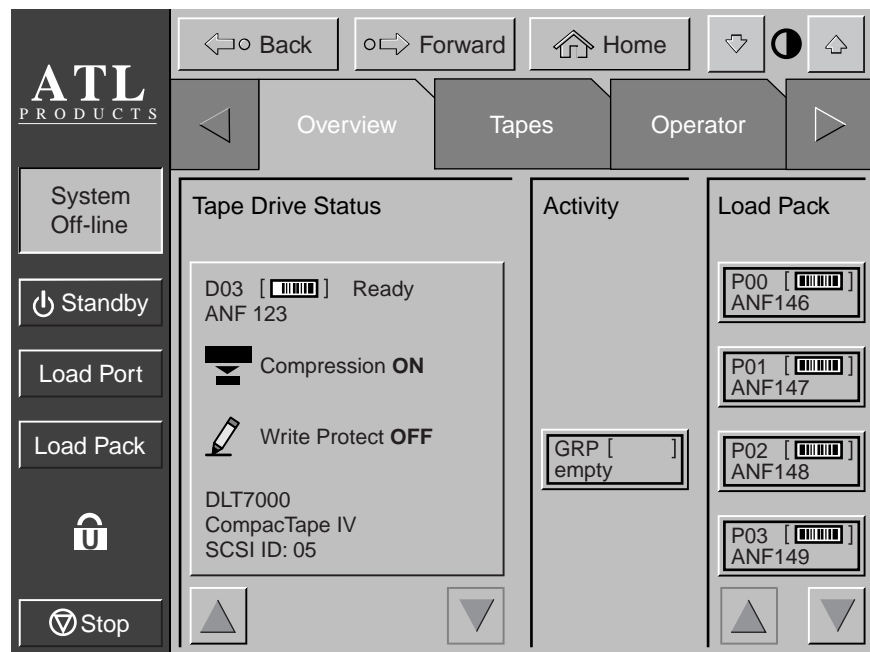 ATL
PRODUCTS
System
Off-line
Standby
Load Port
Load Pack
U
Stop
Back
Forward
Home
Overview
Tapes
Operator
Tape Drive Status
D03 [ ] Ready
ANF 123
Compression ON
Write Protect OFF
DLT7000
CompacTape IV
SCSI ID: 05
Activity
GRP [ ]
empty
Load Pack
P00 [ ]
ANF146
P01 [ ]
ANF147
P02 [ ]
ANF148
P03 [ ]
ANF149